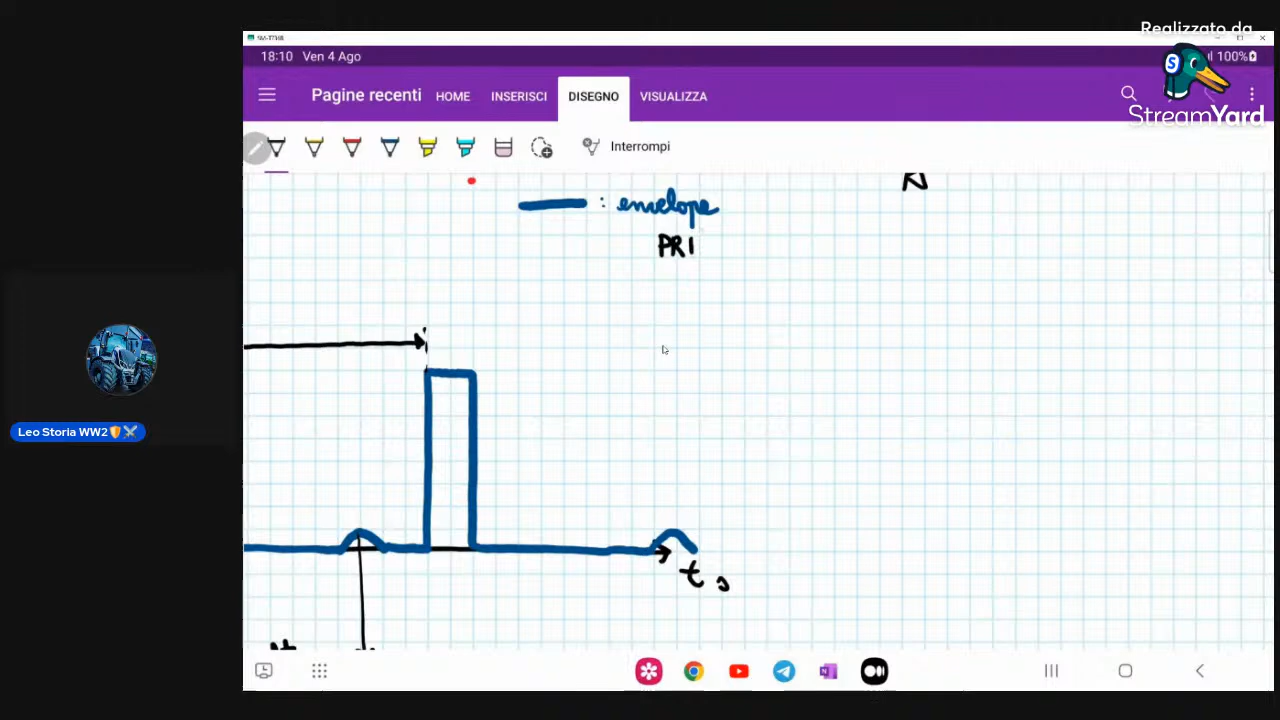 Realizzato da
StreamYard
18:10 Ven 4 Ago
100%
Pagine recenti HOME INSERISCI DISEGNO VISUALIZZA
Interrompi
: envelope
PRI
t s
Leo Storia WW2